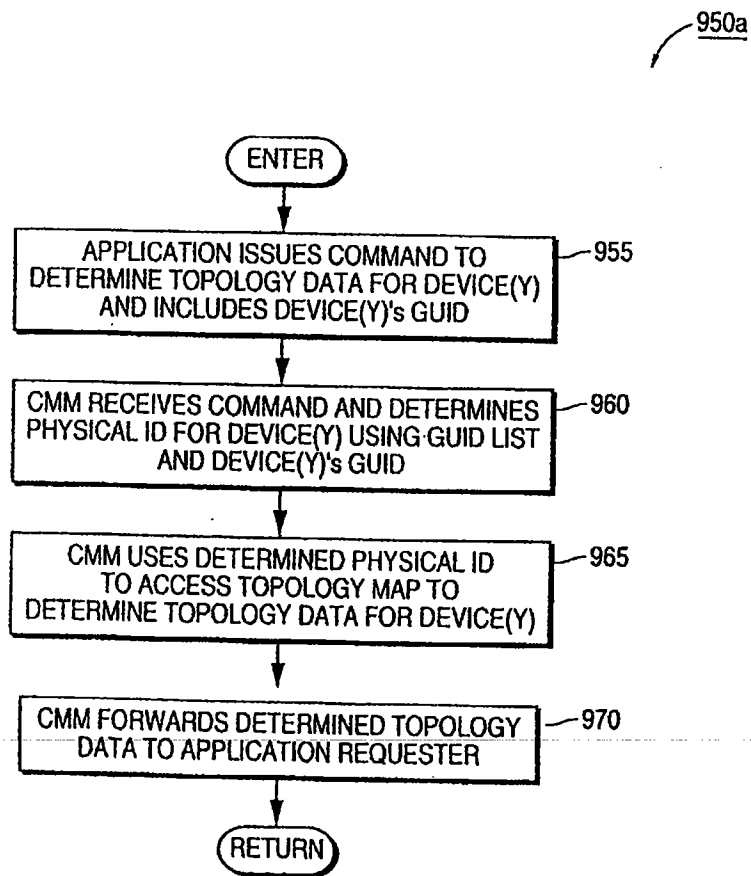 950a
ENTER
APPLICATION ISSUES COMMAND TO
DETERMINE TOPOLOGY DATA FOR DEVICE(Y)
AND INCLUDES DEVICE(Y)'s GUID
955
CMM RECEIVES COMMAND AND DETERMINES
PHYSICAL ID FOR DEVICE(Y) USING GUID LIST
AND DEVICE(Y)'s GUID
960
CMM USES DETERMINED PHYSICAL ID
TO ACCESS TOPOLOGY MAP TO
DETERMINE TOPOLOGY DATA FOR DEVICE(Y)
965
CMM FORWARDS DETERMINED TOPOLOGY
DATA TO APPLICATION REQUESTER
970
RETURN